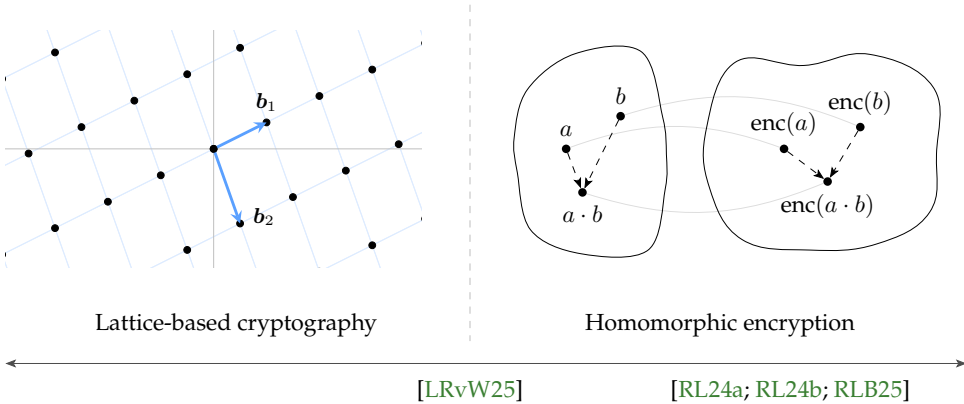 b₁
b₂
b
a
a · b
enc(b)
enc(a)
enc(a · b)
Lattice-based cryptography
Homomorphic encryption
[LRvW25]
[RL24a; RL24b; RLB25]